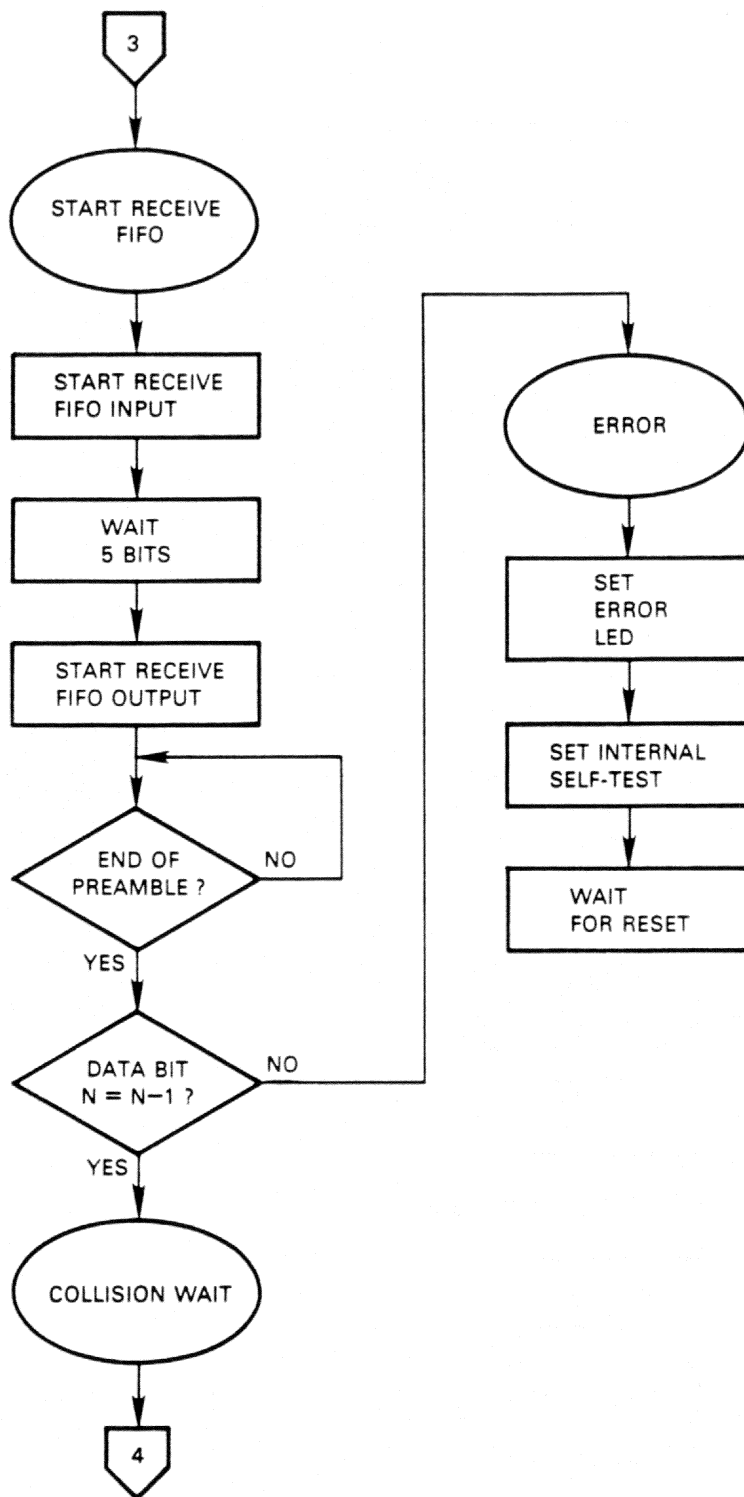 3
START RECEIVE
FIFO
START RECEIVE
FIFO INPUT
WAIT
5 BITS
START RECEIVE
FIFO OUTPUT
END OF
PREAMBLE ?
NO
YES
DATA BIT
N = N−1 ?
NO
YES
COLLISION WAIT
4
ERROR
SET
ERROR
LED
SET INTERNAL
SELF-TEST
WAIT
FOR RESET